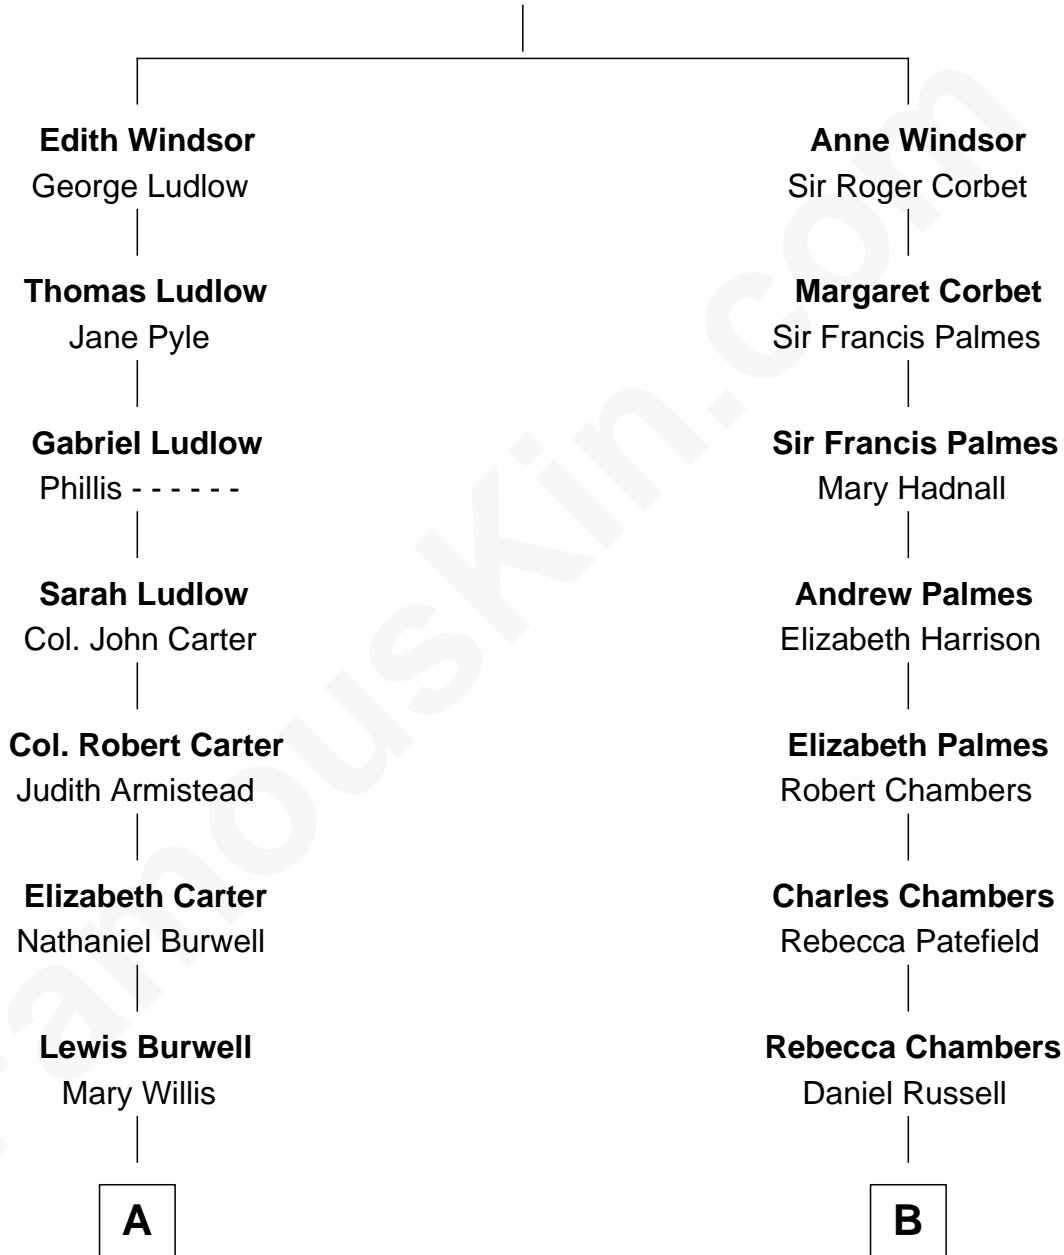 Edith Windsor
George Ludlow
Thomas Ludlow
Jane Pyle
Gabriel Ludlow
Phillis - - - - - -
Sarah Ludlow
Col. John Carter
Col. Robert Carter
Judith Armistead
Elizabeth Carter
Nathaniel Burwell
Lewis Burwell
Mary Willis
A
Anne Windsor
Sir Roger Corbet
Margaret Corbet
Sir Francis Palmes
Sir Francis Palmes
Mary Hadnall
Andrew Palmes
Elizabeth Harrison
Elizabeth Palmes
Robert Chambers
Charles Chambers
Rebecca Patefield
Rebecca Chambers
Daniel Russell
B
FamousKin.com